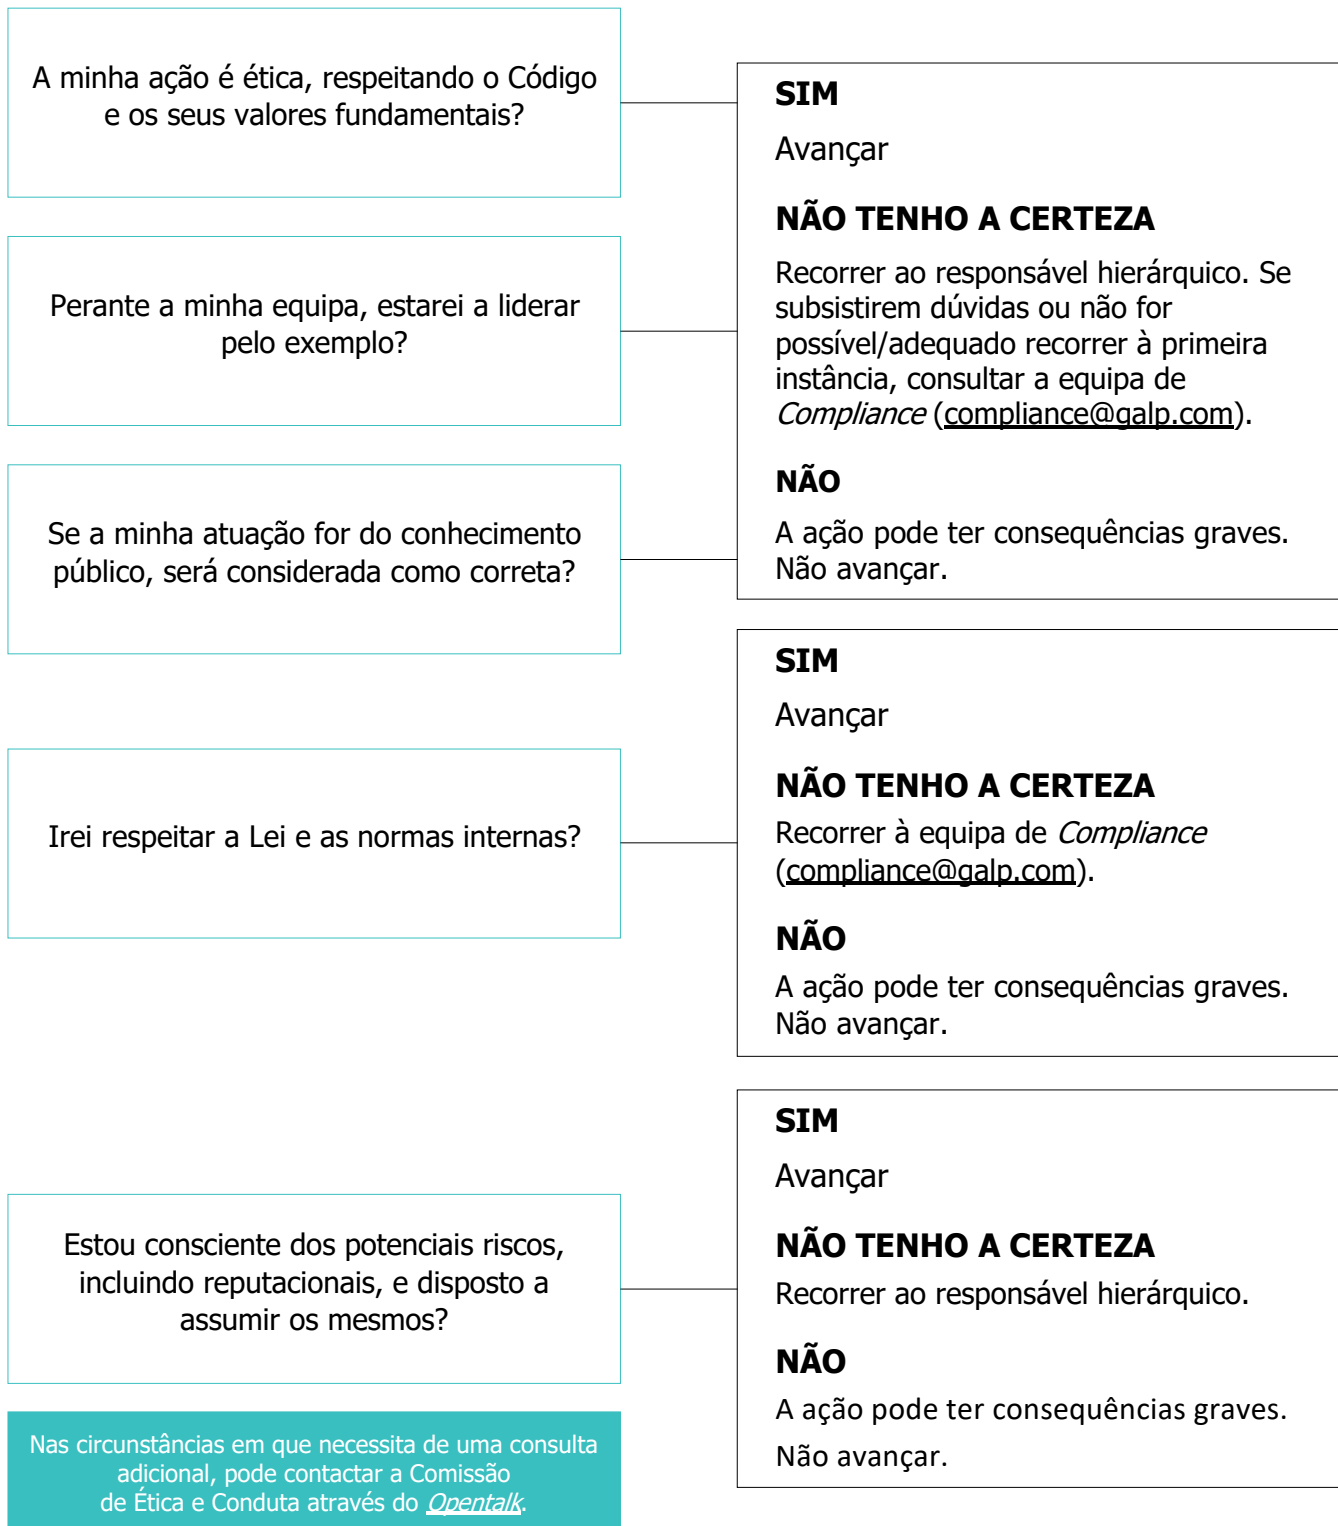 A minha ação é ética, respeitando o Código
e os seus valores fundamentais?
Perante a minha equipa, estarei a liderar
pelo exemplo?
Se a minha atuação for do conhecimento
público, será considerada como correta?
SIM
Avançar
NÃO TENHO A CERTEZA
Recorrer ao responsável hierárquico. Se
subsistirem dúvidas ou não for
possível/adequado recorrer à primeira
instância, consultar a equipa de
Compliance (compliance@galp.com).
NÃO
A ação pode ter consequências graves.
Não avançar.
Irei respeitar a Lei e as normas internas?
SIM
Avançar
NÃO TENHO A CERTEZA
Recorrer à equipa de Compliance
(compliance@galp.com).
NÃO
A ação pode ter consequências graves.
Não avançar.
Estou consciente dos potenciais riscos,
incluindo reputacionais, e disposto a
assumir os mesmos?
SIM
Avançar
NÃO TENHO A CERTEZA
Recorrer ao responsável hierárquico.
NÃO
A ação pode ter consequências graves.
Não avançar.
Nas circunstâncias em que necessita de uma consulta
adicional, pode contactar a Comissão
de Ética e Conduta através do Opentalk.